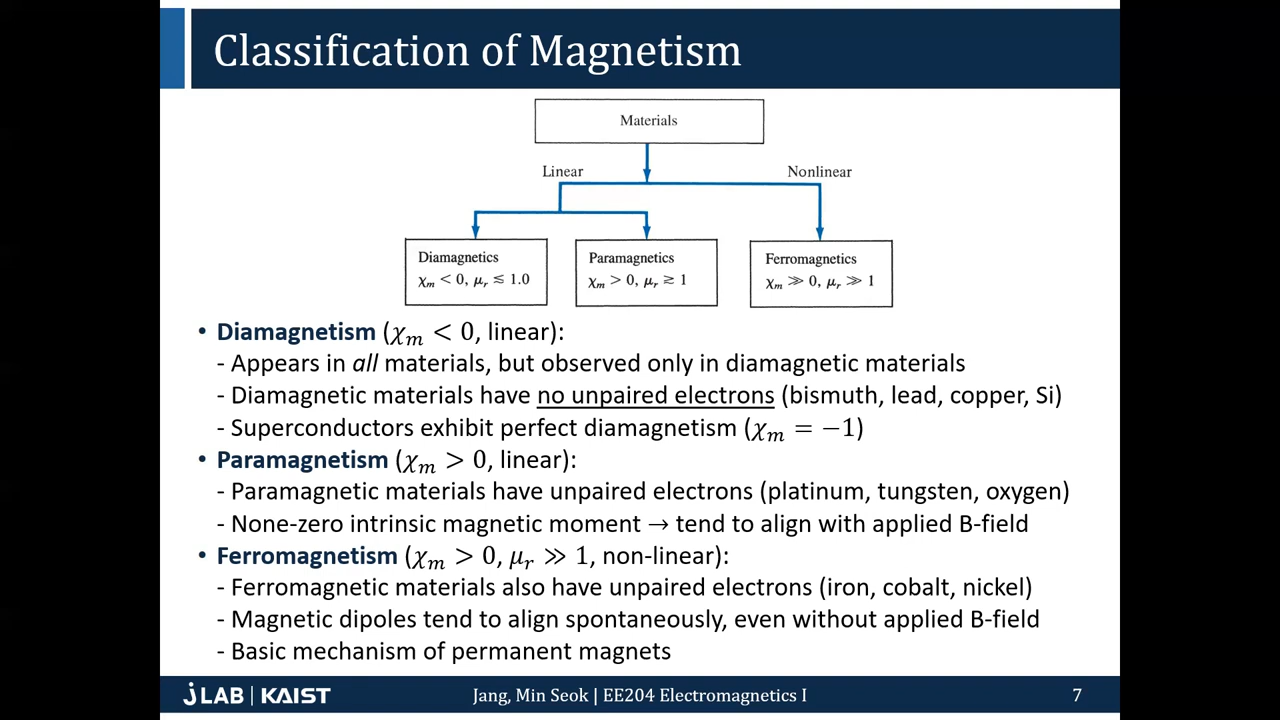 Classification of Magnetism
Materials
Linear
Nonlinear
Diamagnetics
χm < 0, μr ≲ 1.0
Paramagnetics
χm > 0, μr ≳ 1
Ferromagnetics
χm ≫ 0, μr ≫ 1
• Diamagnetism (χm < 0, linear):
- Appears in all materials, but observed only in diamagnetic materials
- Diamagnetic materials have no unpaired electrons (bismuth, lead, copper, Si)
- Superconductors exhibit perfect diamagnetism (χm = −1)
• Paramagnetism (χm > 0, linear):
- Paramagnetic materials have unpaired electrons (platinum, tungsten, oxygen)
- None-zero intrinsic magnetic moment → tend to align with applied B-field
• Ferromagnetism (χm > 0, μr ≫ 1, non-linear):
- Ferromagnetic materials also have unpaired electrons (iron, cobalt, nickel)
- Magnetic dipoles tend to align spontaneously, even without applied B-field
- Basic mechanism of permanent magnets
jLAB | KAIST
Jang, Min Seok | EE204 Electromagnetics I
7